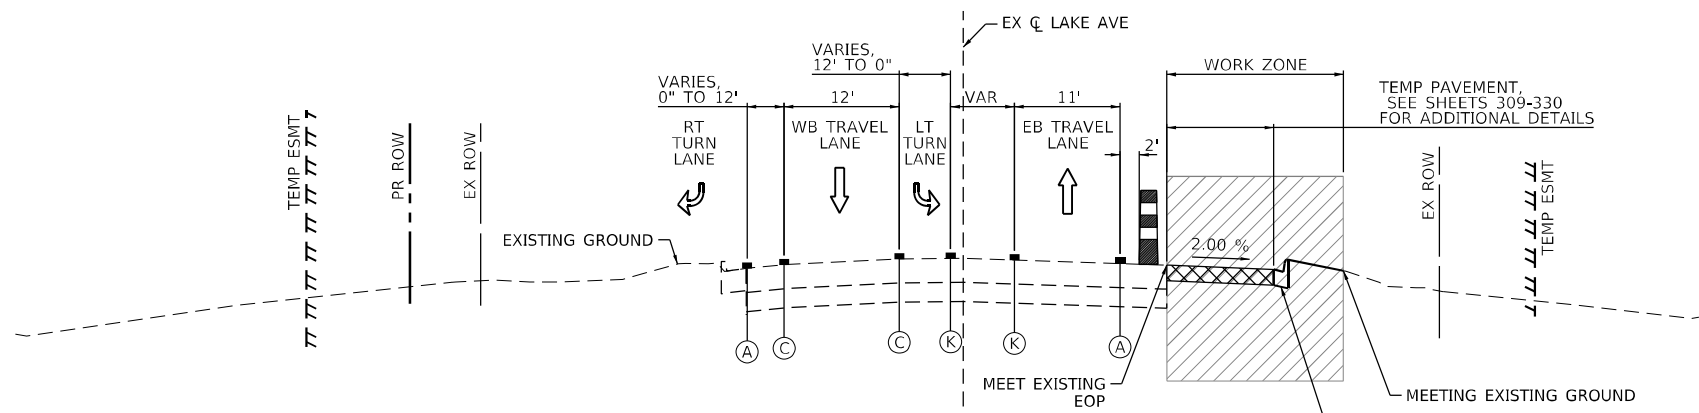 EX ℄ LAKE AVE
VARIES,
12' TO 0"
WORK ZONE
VARIES,
0" TO 12'
12'
VAR
11'
TEMP PAVEMENT,
SEE SHEETS 309-330
FOR ADDITIONAL DETAILS
TEMP ESMT
PR ROW
EX ROW
RT
TURN
LANE
WB TRAVEL
LANE
LT
TURN
LANE
EB TRAVEL
LANE
2'
EX ROW
TEMP ESMT
EXISTING GROUND
2.00 %
A
C
C
K
K
A
MEET EXISTING
EOP
MEETING EXISTING GROUND